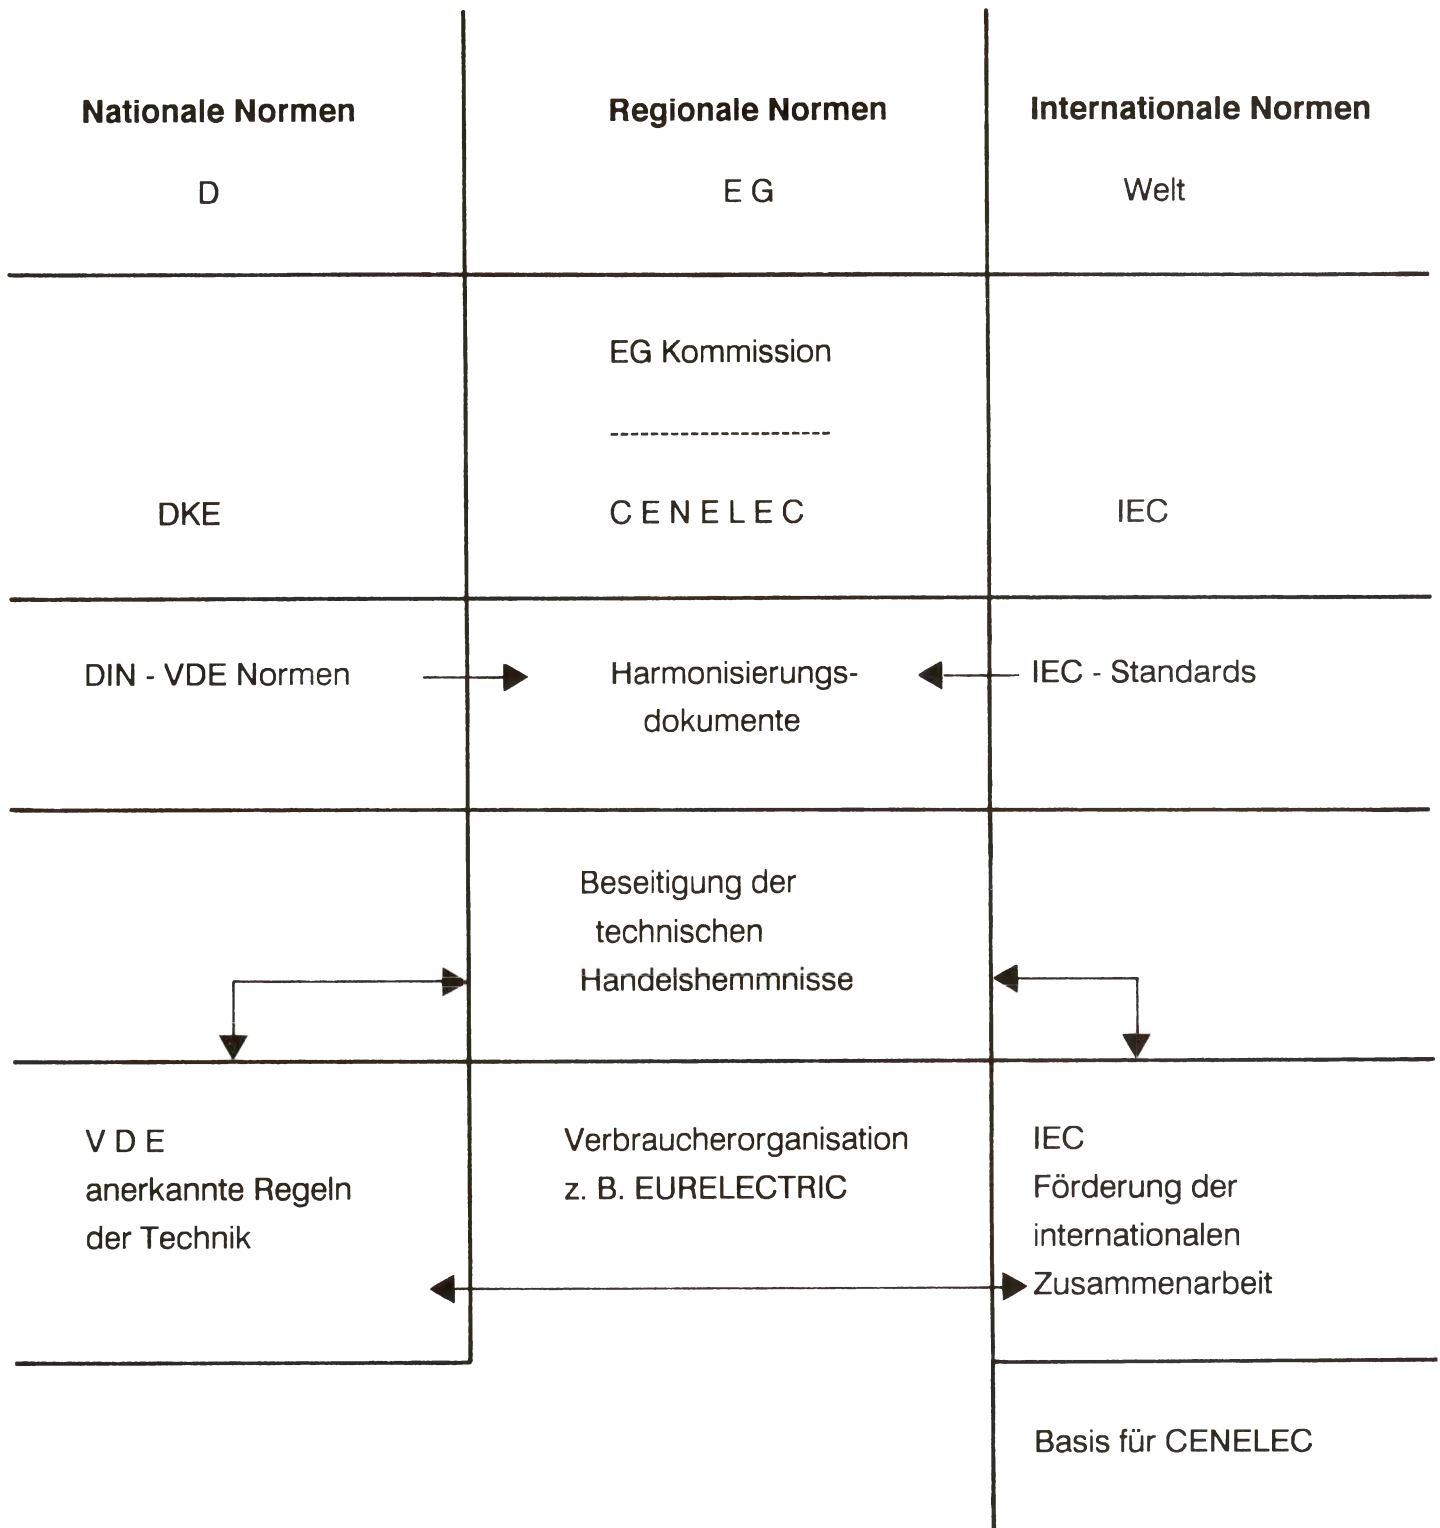 Nationale Normen
Regionale Normen
Internationale Normen
D
E G
Welt
EG Kommission
DKE
C E N E L E C
IEC
DIN - VDE Normen
Harmonisierungs-
dokumente
IEC - Standards
Beseitigung der
technischen
Handelshemmnisse
V D E
anerkannte Regeln
der Technik
Verbraucherorganisation
z. B. EURELECTRIC
IEC
Förderung der
internationalen
Zusammenarbeit
Basis für CENELEC